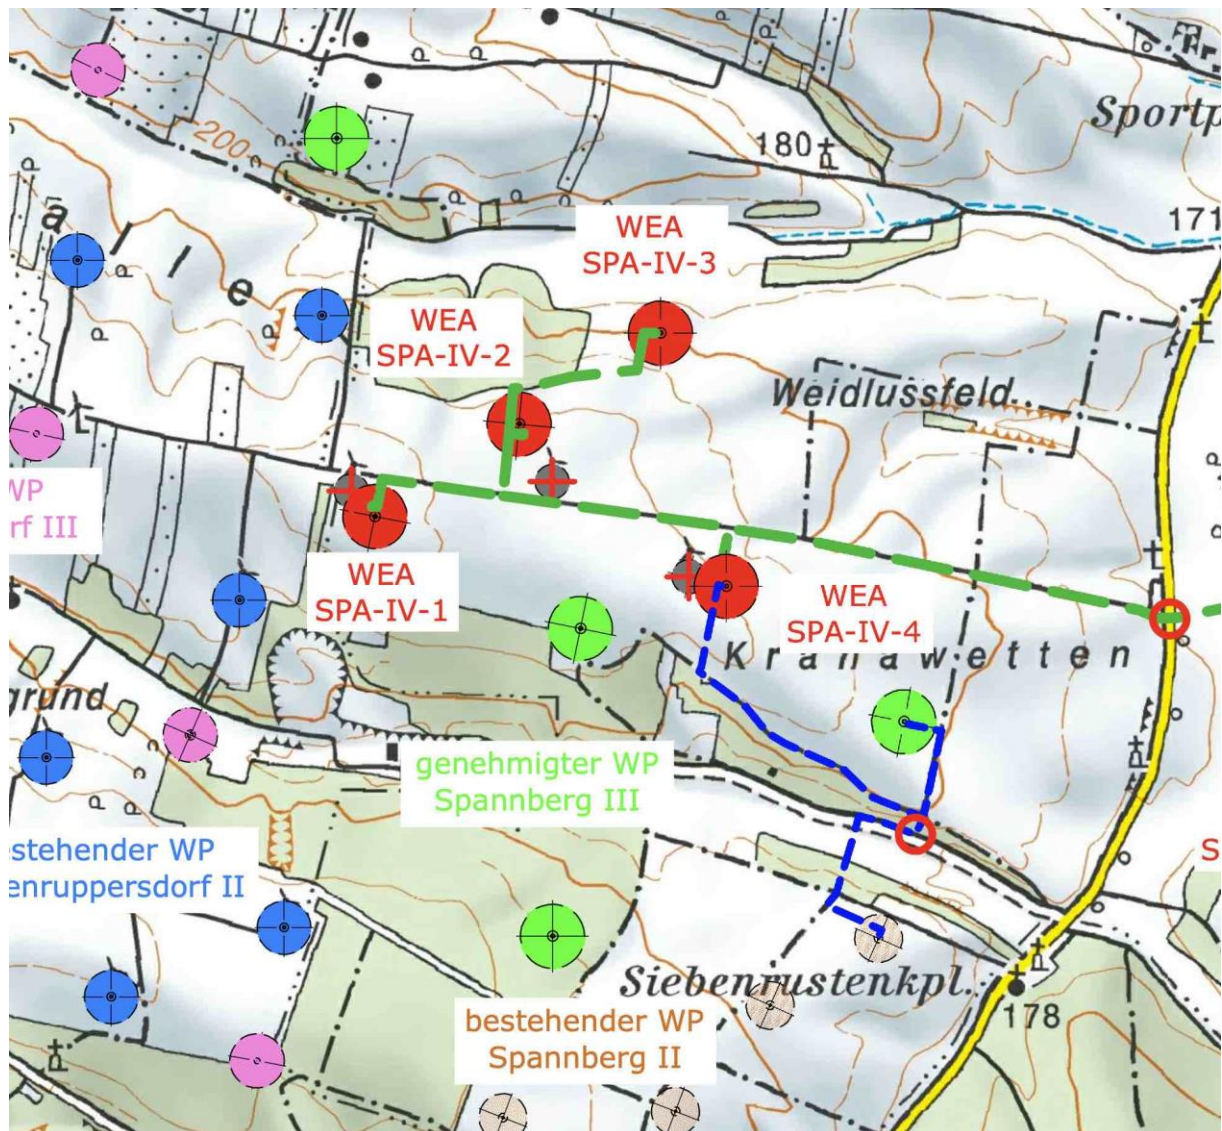 Sportp
200
180
171
a l l e
WEA
SPA-IV-3
WEA
SPA-IV-2
Weidlussfeld
WP
rf III
WEA
SPA-IV-1
WEA
SPA-IV-4
Kranawetten
grund
genehmigter WP
Spannberg III
S
estehender WP
enruppersdorf II
Siebenrustenkpl.
178
bestehender WP
Spannberg II